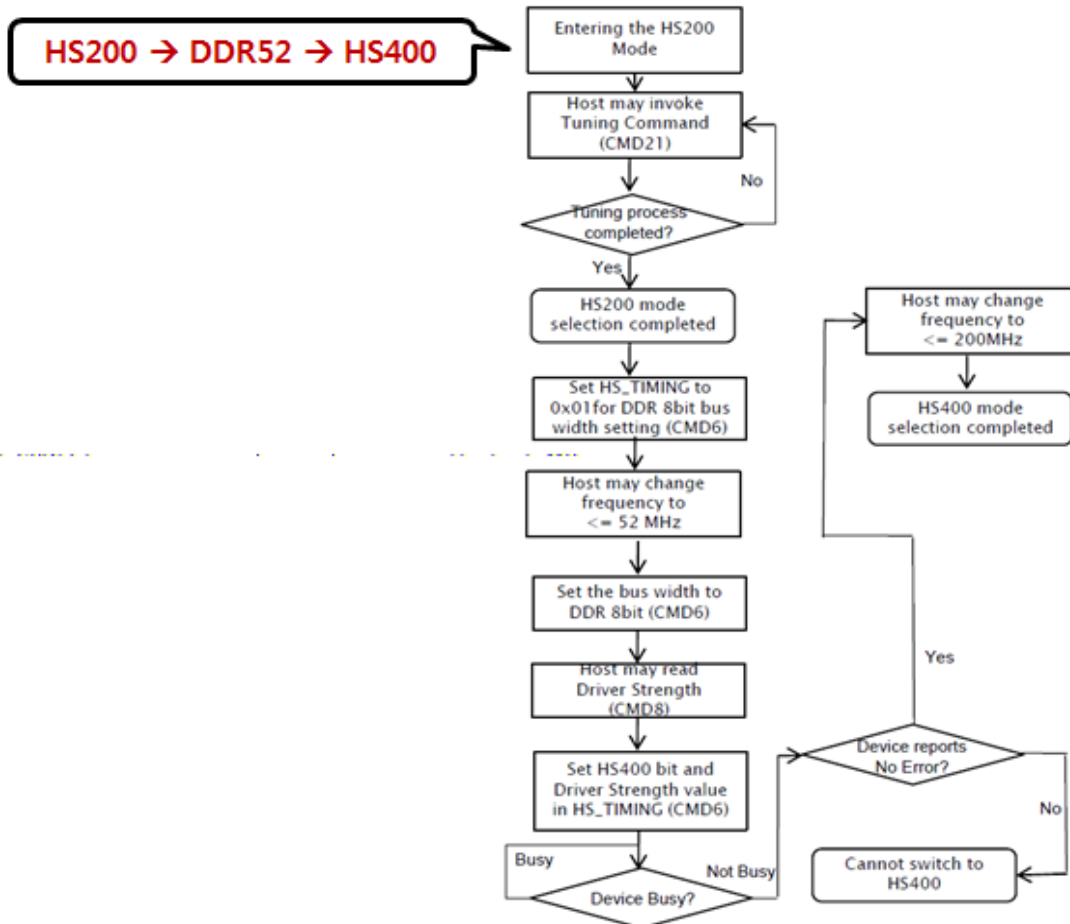 HS200 → DDR52 → HS400
Entering the HS200
Mode
Host may invoke
Tuning Command
(CMD21)
No
Tuning process
completed?
Yes
HS200 mode
selection completed
Set HS_TIMING to
0x01for DDR 8bit bus
width setting (CMD6)
Host may change
frequency to
<= 52 MHz
Set the bus width to
DDR 8bit (CMD6)
Host may read
Driver Strength
(CMD8)
Set HS400 bit and
Driver Strength value
in HS_TIMING (CMD6)
Busy
Not Busy
Device Busy?
Host may change
frequency to
<= 200MHz
HS400 mode
selection completed
Yes
Device reports
No Error?
No
Cannot switch to
HS400